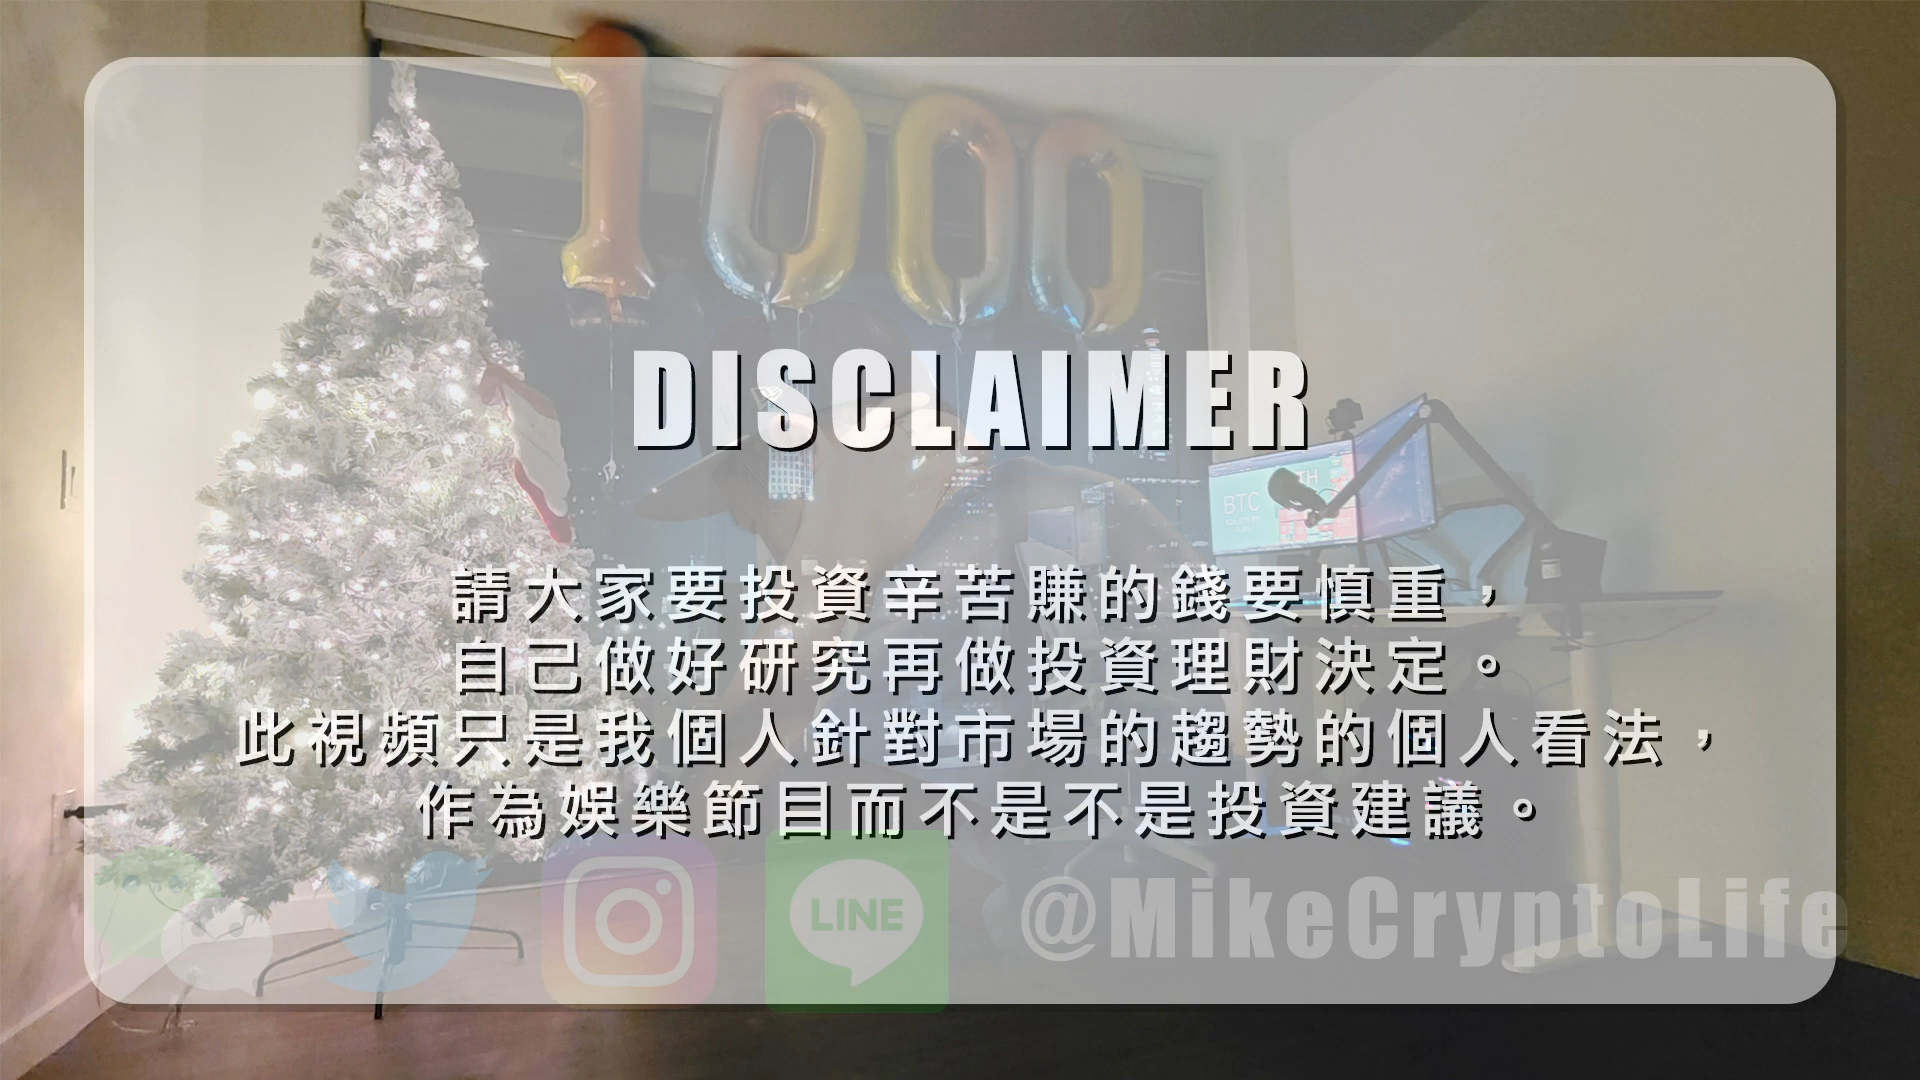 1000
DISCLAIMER
BTC
請大家要投資辛苦賺的錢要慎重，
自己做好研究再做投資理財決定。
此視頻只是我個人針對市場的趨勢的個人看法，
作為娛樂節目而不是不是投資建議。
LINE
@MikeCryptoLife